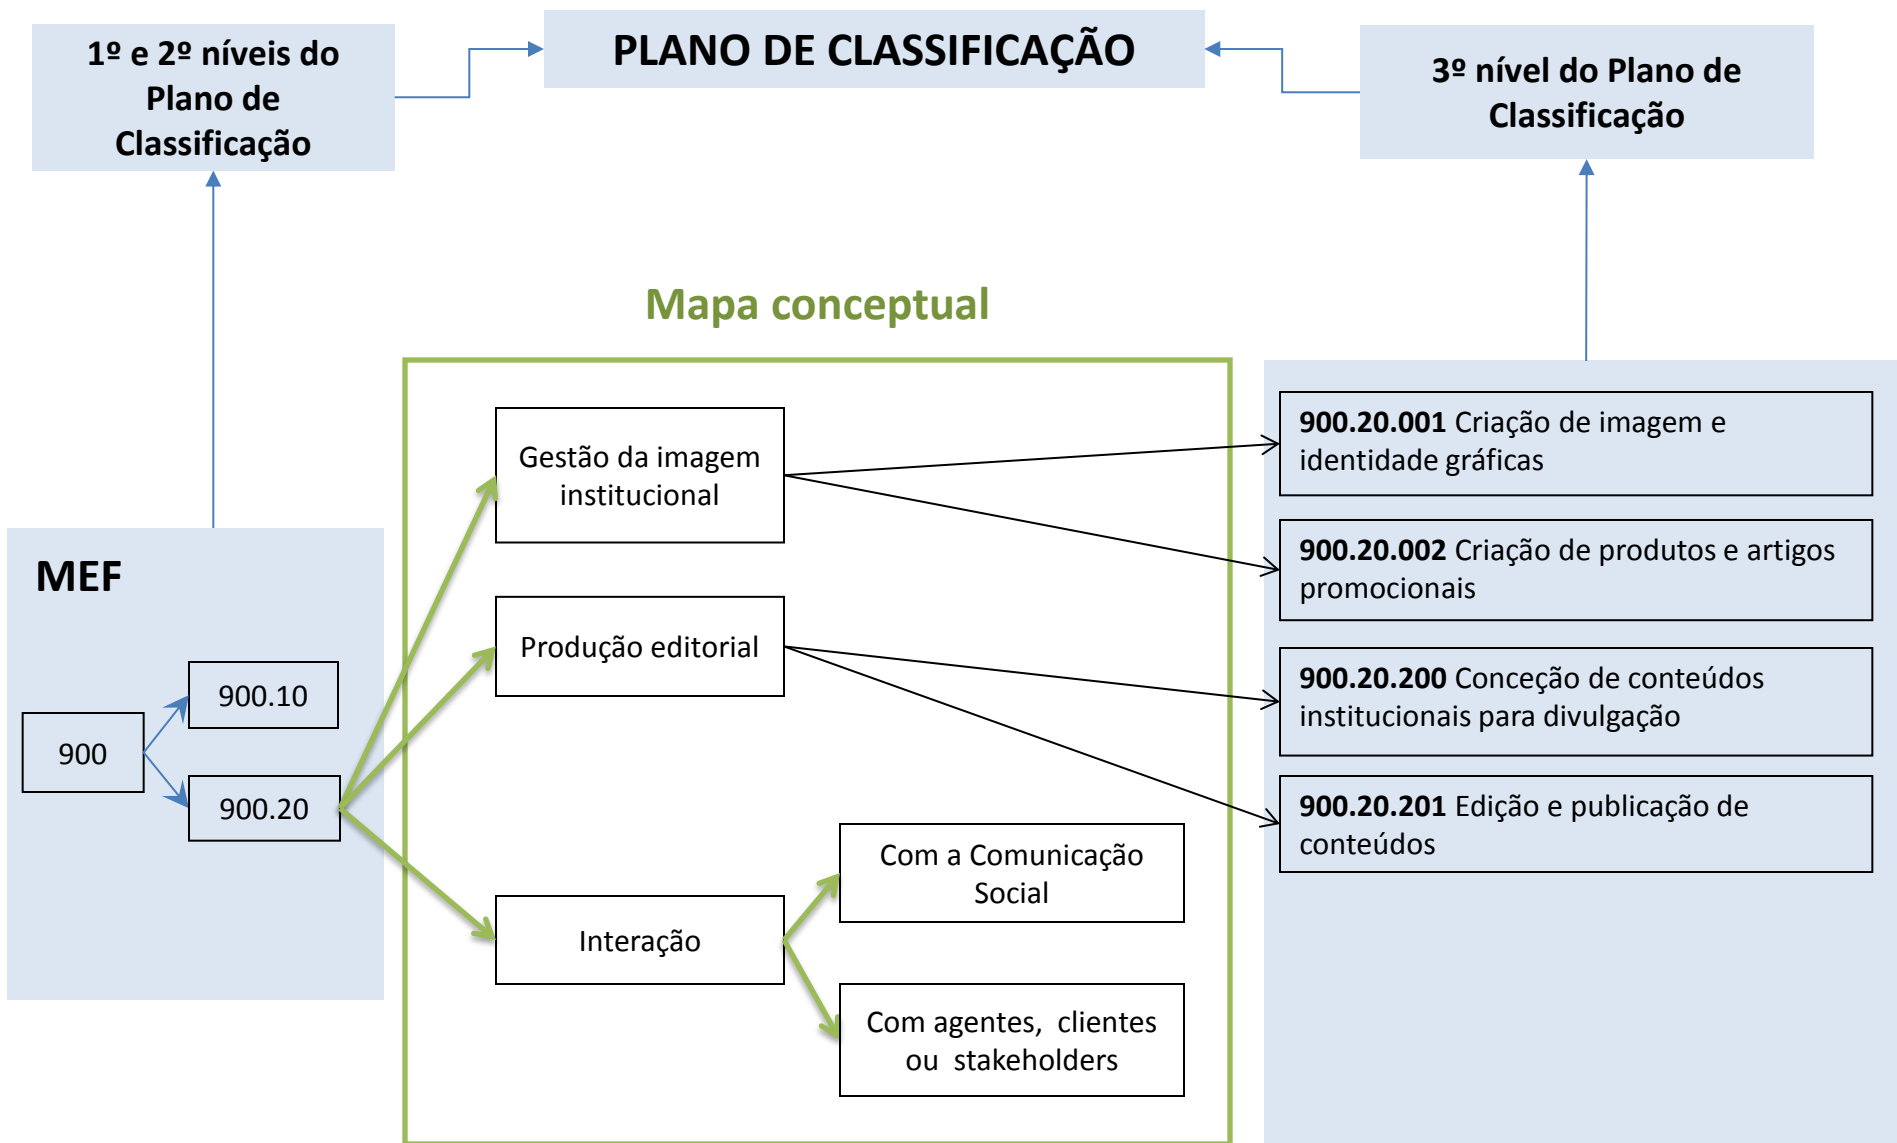 1º e 2º níveis do
Plano de
Classificação
PLANO DE CLASSIFICAÇÃO
3º nível do Plano de
Classificação
Mapa conceptual
MEF
900
900.10
900.20
Gestão da imagem
institucional
Produção editorial
Interação
Com a Comunicação
Social
Com agentes, clientes
ou stakeholders
900.20.001 Criação de imagem e
identidade gráficas
900.20.002 Criação de produtos e artigos
promocionais
900.20.200 Conceção de conteúdos
institucionais para divulgação
900.20.201 Edição e publicação de
conteúdos